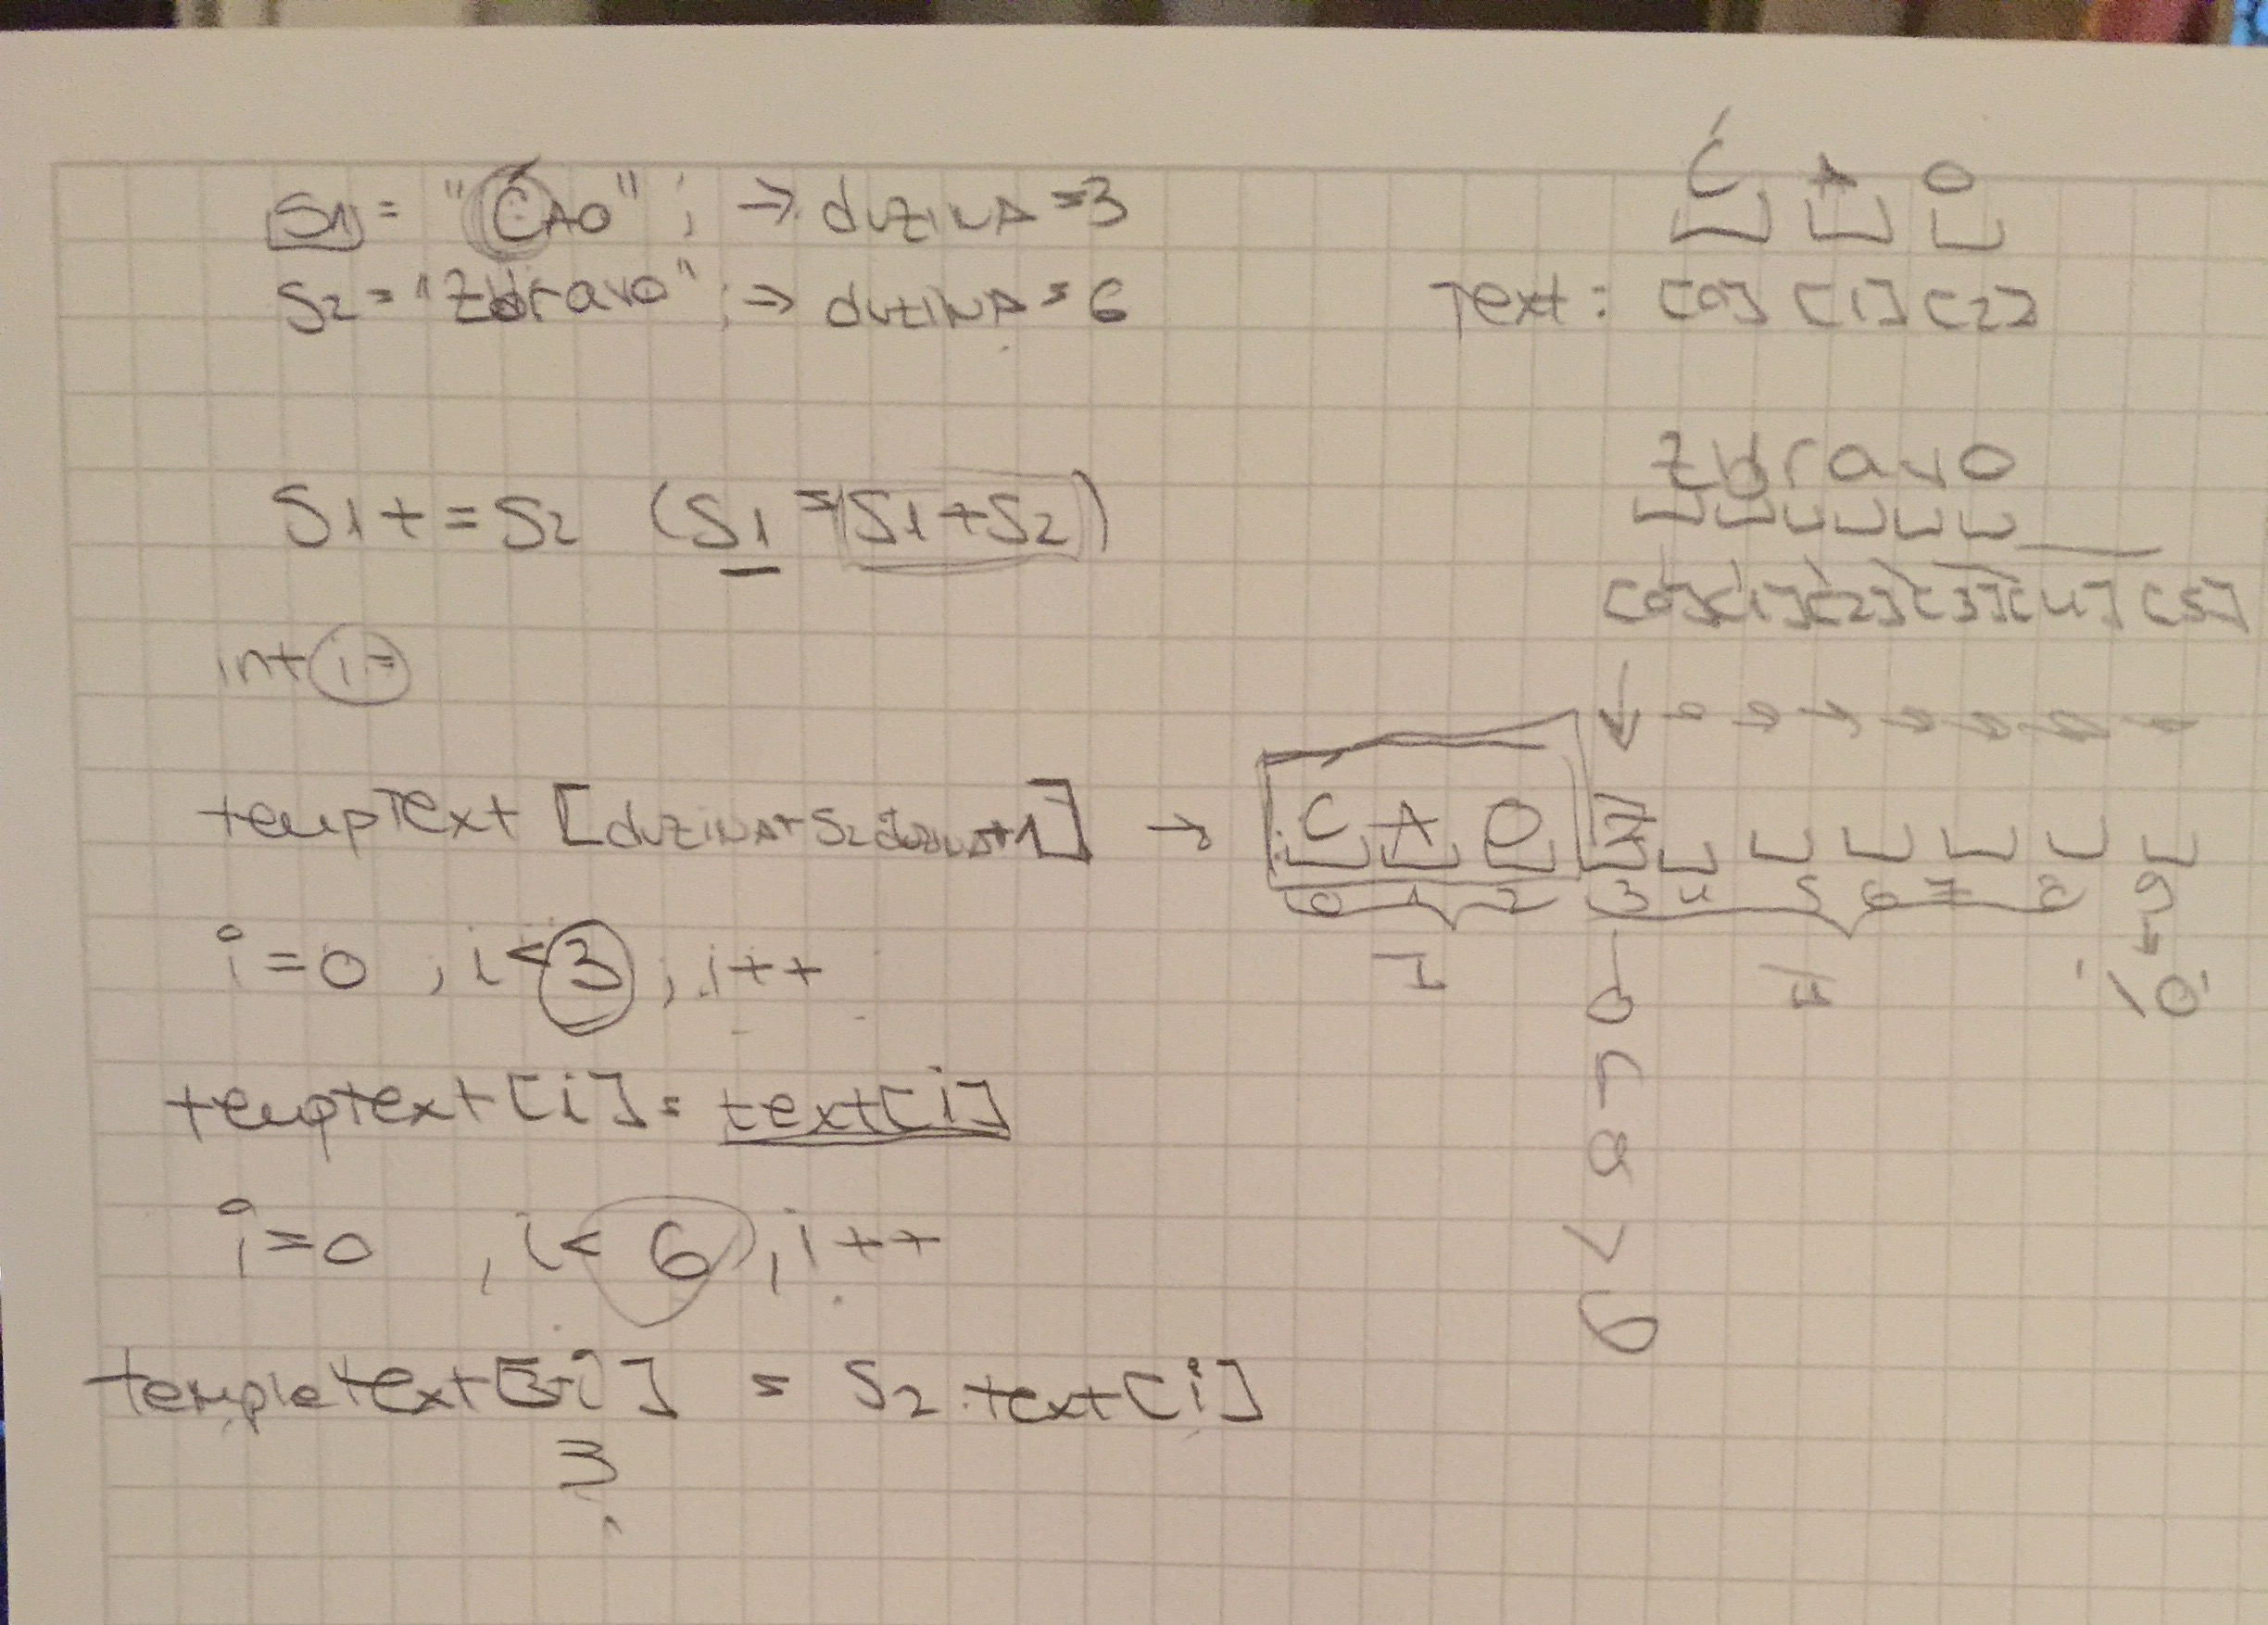 S1 = "ĆAO" ; → duzina = 3
S2 = "Zdravo" ; → duzina = 6
S1 += S2 (S1 = S1+S2)
int i =
tempText [duzina+S2duzina+1] →
i=0 , i<3 ; i++
temptext[i] = text[i]
i=0 , i< 6 , i++
templetext[3+i] = S2.text[i]
3
Ć A O
Text: [0] [1] [2]
zdravo
[0] [1] [2] [3] [4] [5]
C A O Z
0 1 2 3 4 5 6 7 8 9
I II '\0'
d
r
a
v
o